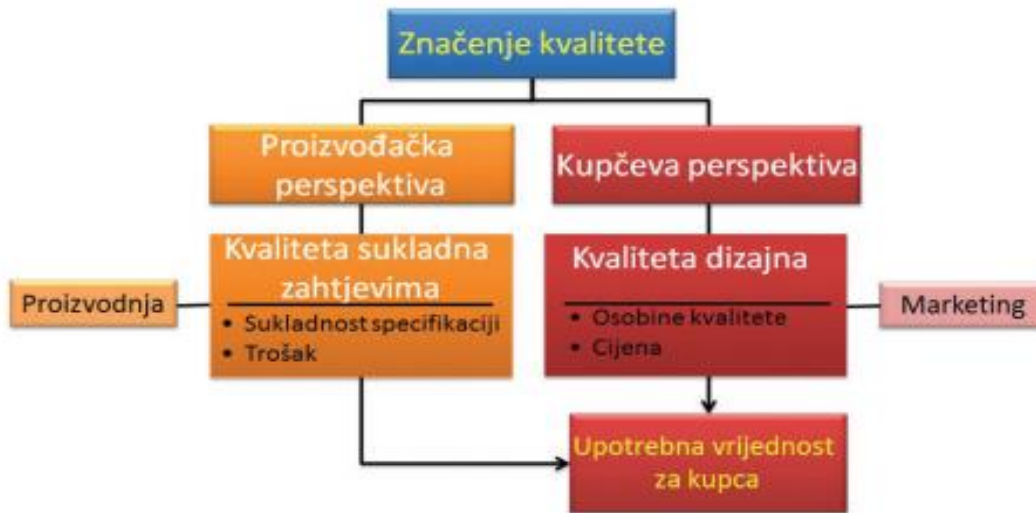 Značenje kvalitete
Proizvođačka
perspektiva
Kupčeva perspektiva
Kvaliteta sukladna
zahtjevima
• Sukladnost specifikaciji
• Trošak
Kvaliteta dizajna
• Osobine kvalitete
• Cijena
Proizvodnja
Marketing
Upotrebna vrijednost
za kupca